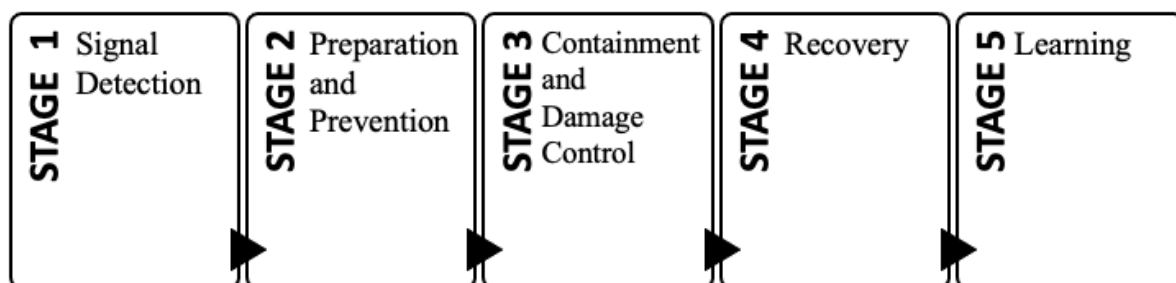 STAGE 1
Signal
Detection
STAGE 2
Preparation
and
Prevention
STAGE 3
Containment
and
Damage
Control
STAGE 4
Recovery
STAGE 5
Learning